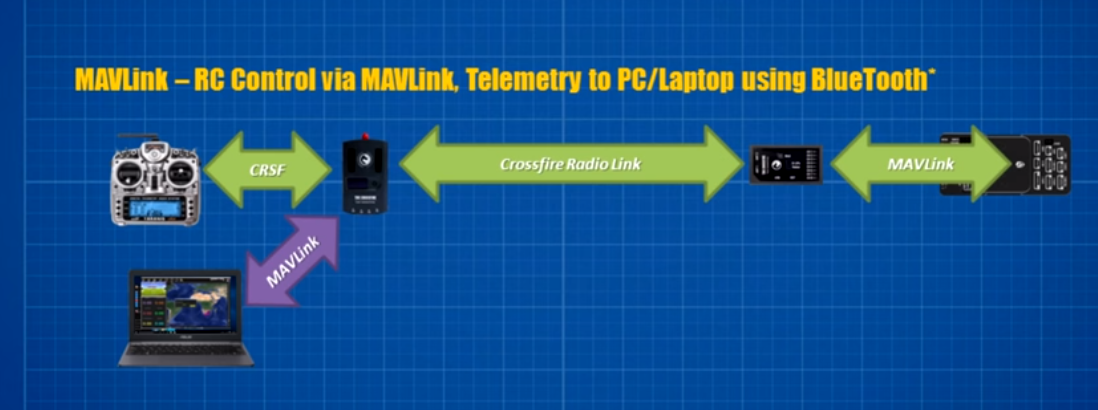 MAVLink – RC Control via MAVLink, Telemetry to PC/Laptop using BlueTooth*
CRSF
Crossfire Radio Link
MAVLink
MAVLink